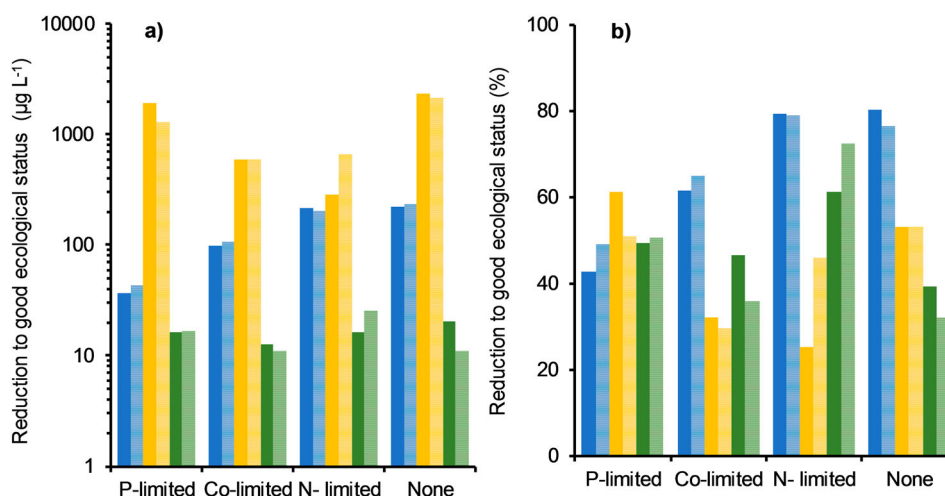 a)
Reduction to good ecological status (µg L-1)
10000
1000
100
10
1
P-limited Co-limited N- limited None
b)
Reduction to good ecological status (%)
100
80
60
40
20
0
P-limited Co-limited N- limited None